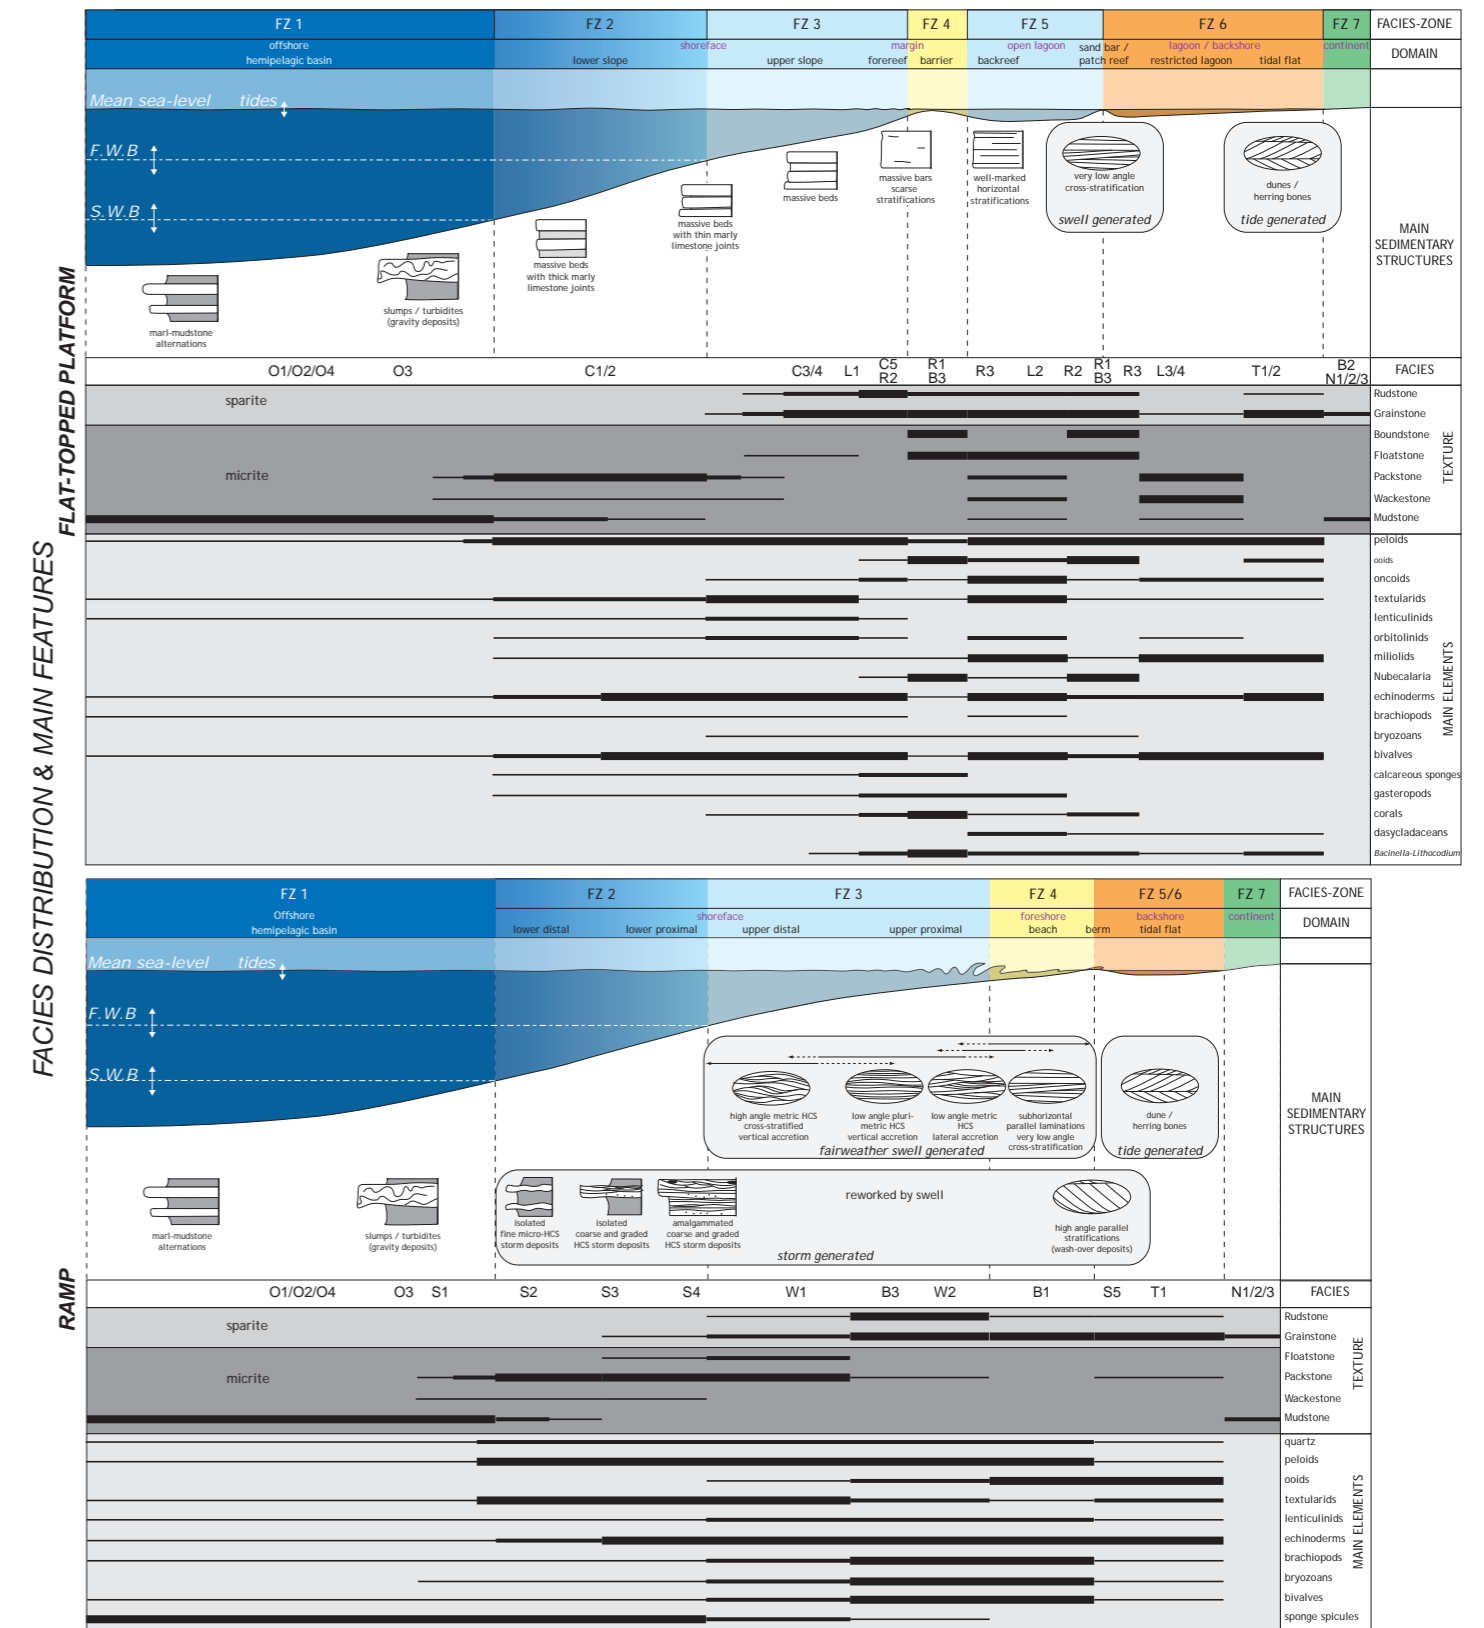 FACIES DISTRIBUTION & MAIN FEATURES
FLAT-TOPPED PLATFORM
FZ 1 FZ 2 FZ 3 FZ 4 FZ 5 FZ 6 FZ 7 FACIES-ZONE
offshore shoreface margin open lagoon sand bar / lagoon / backshore continent
hemipelagic basin lower slope upper slope forereef barrier backreef patch reef restricted lagoon tidal flat
DOMAIN
Mean sea-level tides
F.W.B
S.W.B
marl-mudstone
alternations
slumps / turbidites
(gravity deposits)
massive beds
with thick marly
limestone joints
massive beds
with thin marly
limestone joints
massive beds
massive bars
scarse
stratifications
well-marked
horizontal
stratifications
very low angle
cross-stratification
swell generated
dunes /
herring bones
tide generated
MAIN
SEDIMENTARY
STRUCTURES
O1/O2/O4 O3 C1/2 C3/4 L1 C5 R2 R1 B3 R3 L2 R2 R1 B3 R3 L3/4 T1/2 B2 N1/2/3 FACIES
sparite
micrite
Rudstone
Grainstone
Boundstone
Floatstone
Packstone
Wackestone
Mudstone
TEXTURE
peloids
ooids
oncoids
textularids
lenticulinids
orbitolinids
miliolids
Nubecalaria
echinoderms
brachiopods
bryozoans
bivalves
calcareous sponges
gasteropods
corals
dasycladaceans
Bacinella-Lithocodium
MAIN ELEMENTS
RAMP
FZ 1 FZ 2 FZ 3 FZ 4 FZ 5/6 FZ 7 FACIES-ZONE
Offshore shoreface foreshore backshore continent
hemipelagic basin lower distal lower proximal upper distal upper proximal beach berm tidal flat
DOMAIN
Mean sea-level tides
F.W.B
S.W.B
high angle metric HCS
cross-stratified
vertical accretion
low angle pluri-
metric HCS
vertical accretion
low angle metric
HCS
lateral accretion
subhorizontal
parallel laminations
very low angle
cross-stratification
fairweather swell generated
dune /
herring bones
tide generated
MAIN
SEDIMENTARY
STRUCTURES
marl-mudstone
alternations
slumps / turbidites
(gravity deposits)
isolated
fine micro-HCS
storm deposits
isolated
coarse and graded
HCS storm deposits
amalgammated
coarse and graded
HCS storm deposits
reworked by swell
high angle parallel
stratifications
(wash-over deposits)
storm generated
O1/O2/O4 O3 S1 S2 S3 S4 W1 B3 W2 B1 S5 T1 N1/2/3 FACIES
sparite
micrite
Rudstone
Grainstone
Floatstone
Packstone
Wackestone
Mudstone
TEXTURE
quartz
peloids
ooids
textularids
lenticulinids
echinoderms
brachiopods
bryozoans
bivalves
sponge spicules
MAIN ELEMENTS